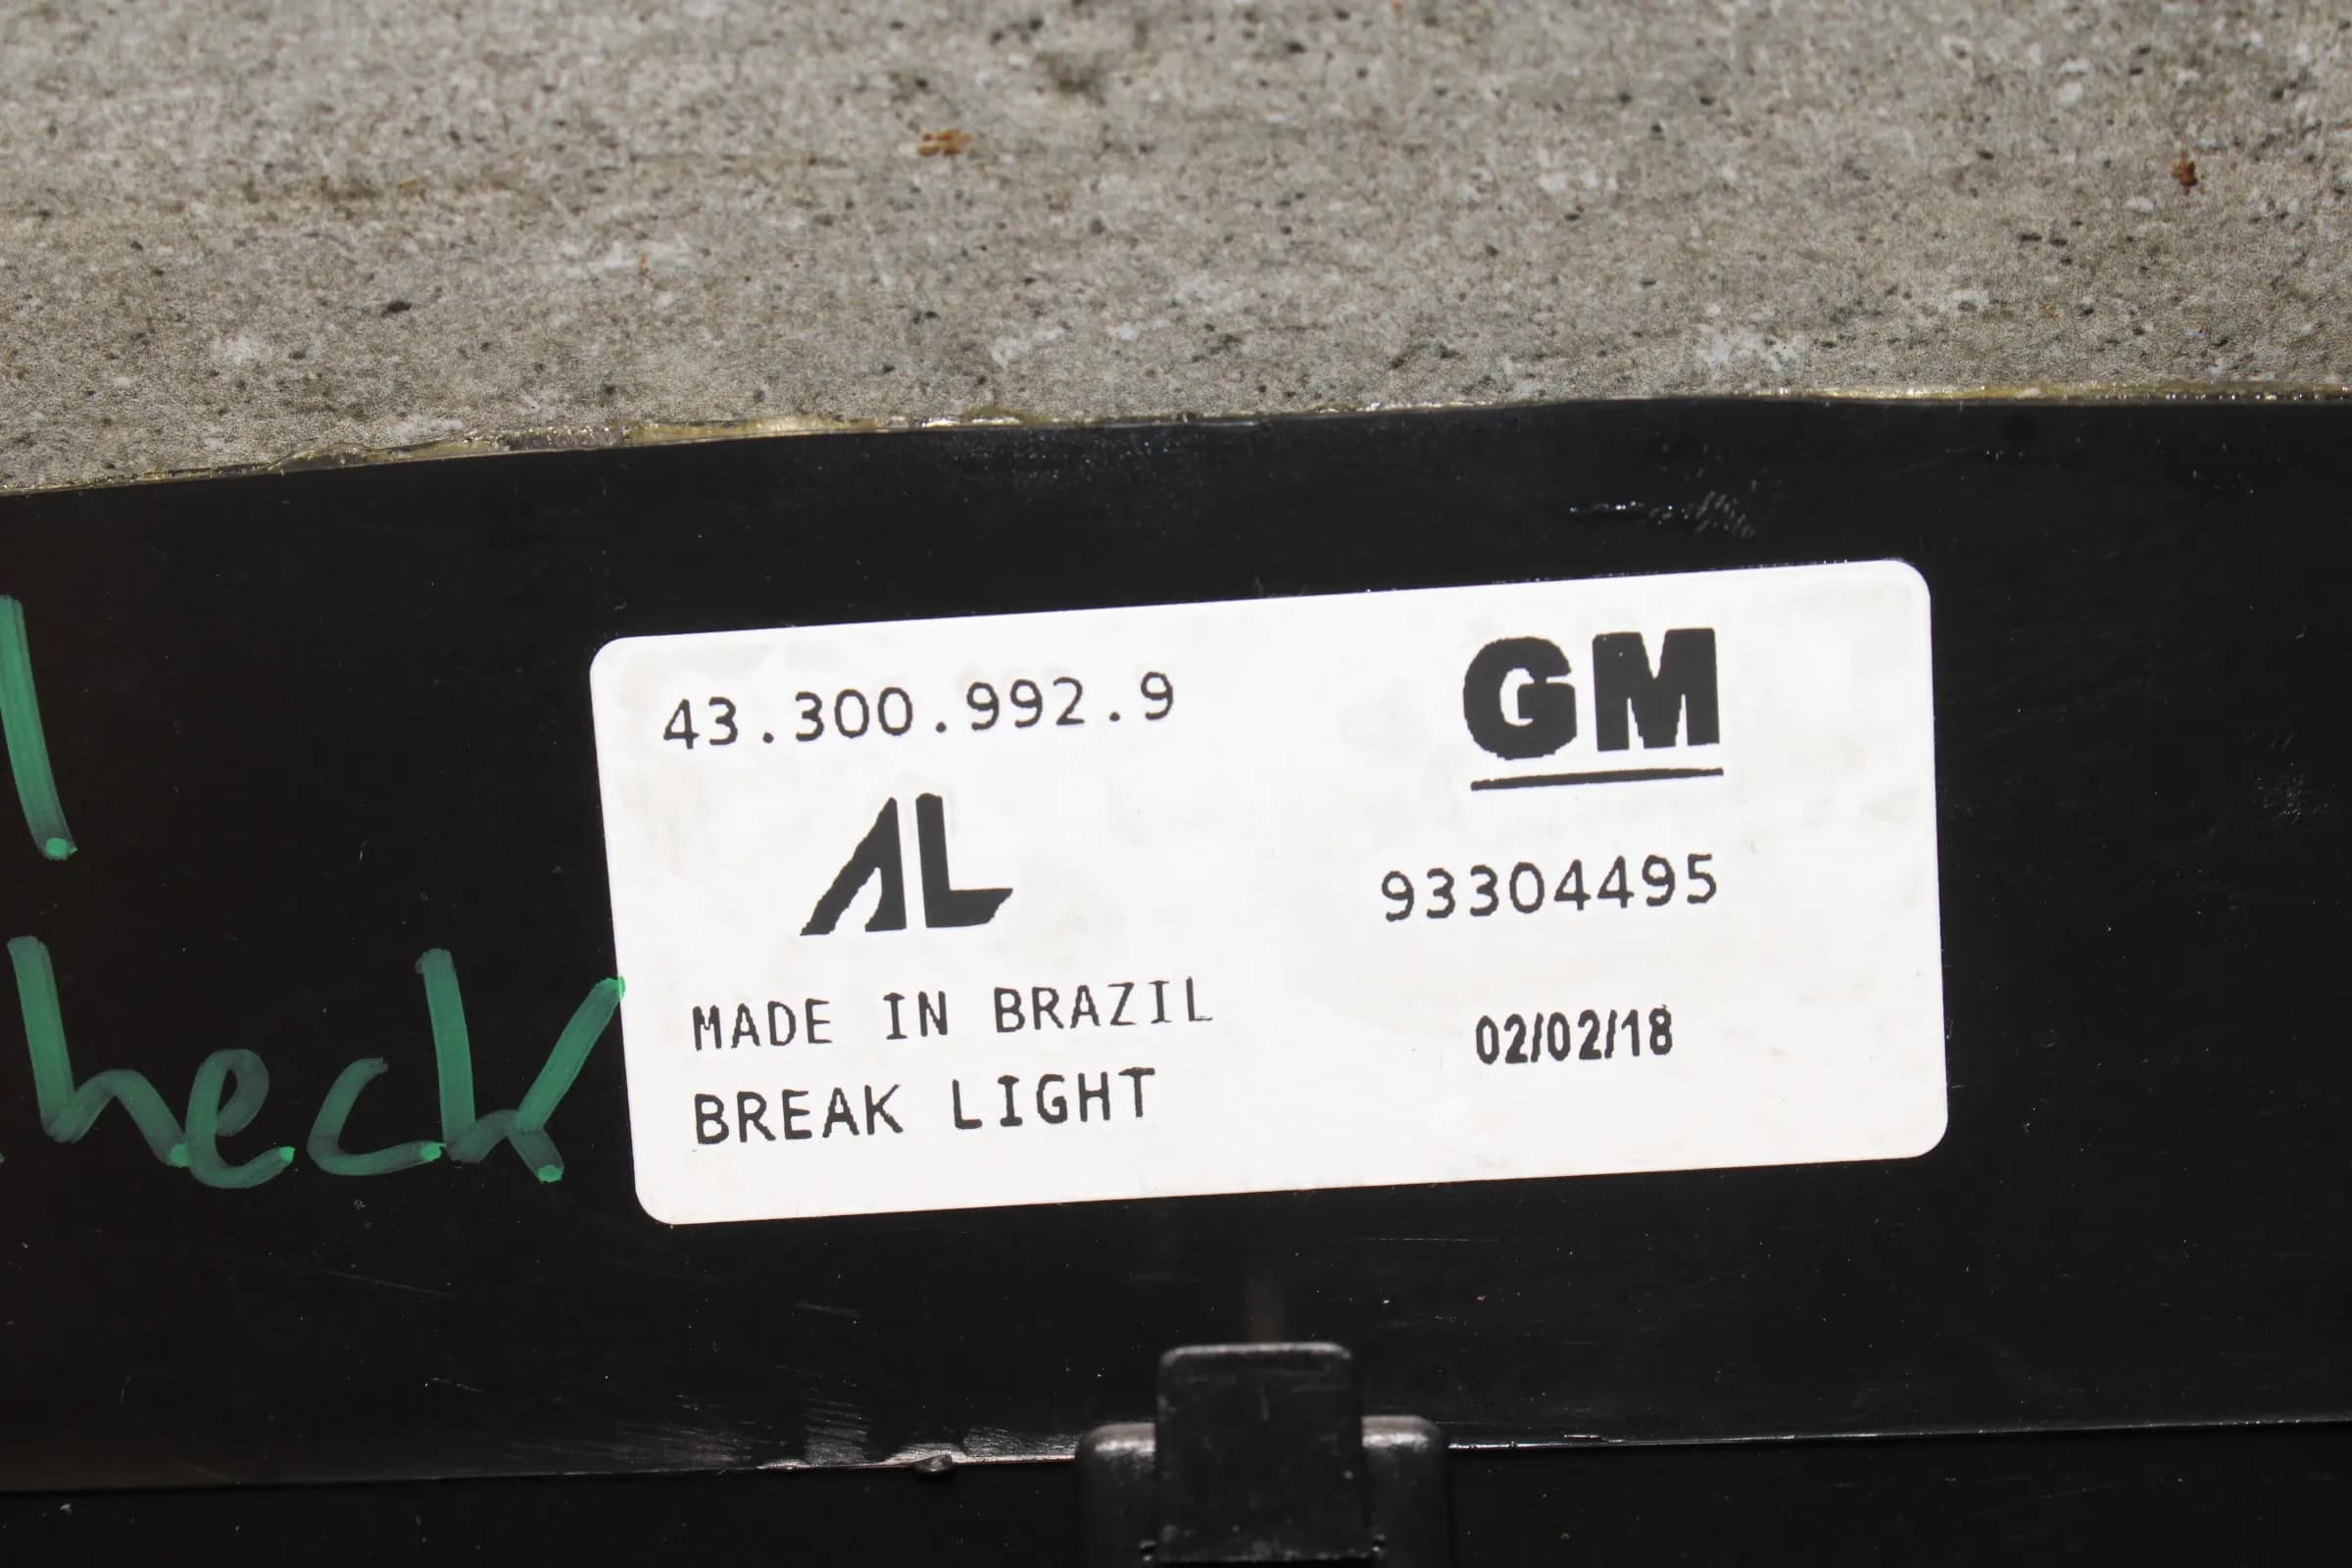 43.300.992.9
AL
MADE IN BRAZIL
BREAK LIGHT
GM
93304495
02/02/18
heck